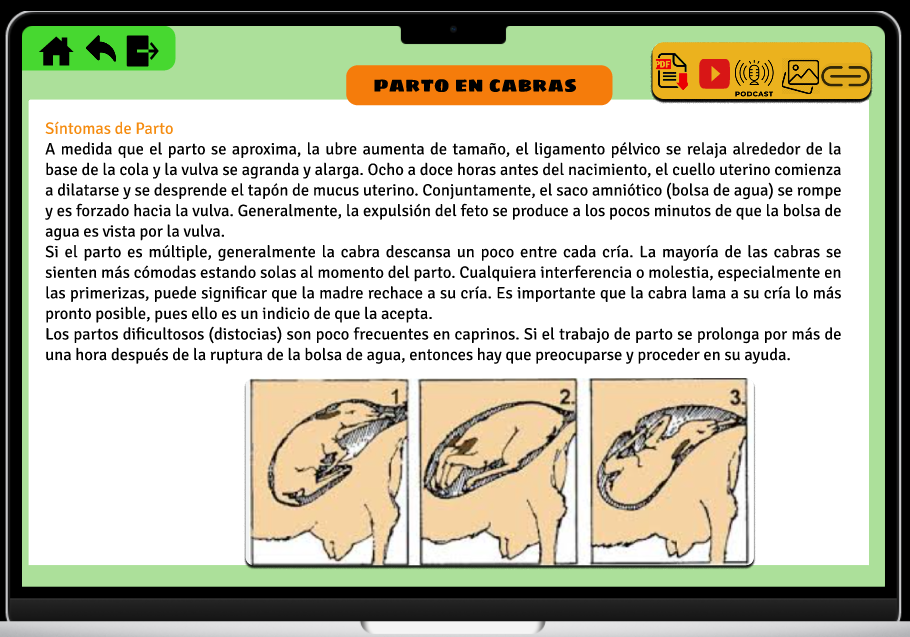 PARTO EN CABRAS
PDF
PODCAST
Síntomas de Parto
A medida que el parto se aproxima, la ubre aumenta de tamaño, el ligamento pélvico se relaja alrededor de la
base de la cola y la vulva se agranda y alarga. Ocho a doce horas antes del nacimiento, el cuello uterino comienza
a dilatarse y se desprende el tapón de mucus uterino. Conjuntamente, el saco amniótico (bolsa de agua) se rompe
y es forzado hacia la vulva. Generalmente, la expulsión del feto se produce a los pocos minutos de que la bolsa de
agua es vista por la vulva.
Si el parto es múltiple, generalmente la cabra descansa un poco entre cada cría. La mayoría de las cabras se
sienten más cómodas estando solas al momento del parto. Cualquiera interferencia o molestia, especialmente en
las primerizas, puede significar que la madre rechace a su cría. Es importante que la cabra lama a su cría lo más
pronto posible, pues ello es un indicio de que la acepta.
Los partos dificultosos (distocias) son poco frecuentes en caprinos. Si el trabajo de parto se prolonga por más de
una hora después de la ruptura de la bolsa de agua, entonces hay que preocuparse y proceder en su ayuda.
1.
2.
3.